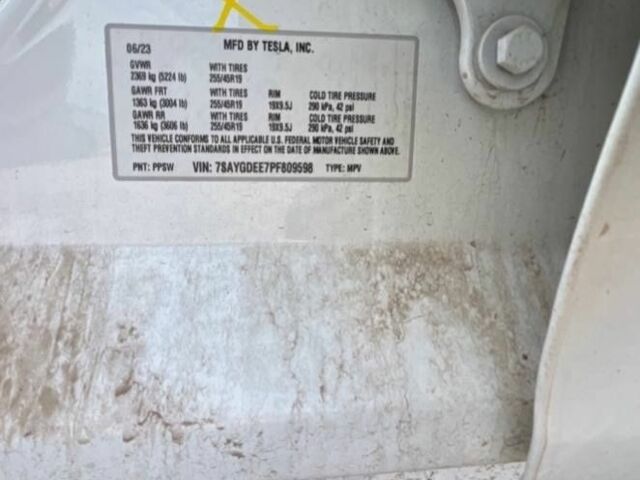 06/23 MFD BY TESLA, INC.
GVWR WITH TIRES
2369 kg (5224 lb) 255/45R19
GAWR FRT WITH TIRES RIM COLD TIRE PRESSURE
1363 kg (3004 lb) 255/45R19 19X9.5J 290 kPa, 42 psi
GAWR RR WITH TIRES RIM COLD TIRE PRESSURE
1636 kg (3606 lb) 255/45R19 19X9.5J 290 kPa, 42 psi
THIS VEHICLE CONFORMS TO ALL APPLICABLE U.S. FEDERAL MOTOR VEHICLE SAFETY AND
THEFT PREVENTION STANDARDS IN EFFECT ON THE DATE OF MANUFACTURE SHOWN ABOVE.
PNT: PPSW VIN: 7SAYGDEE7PF809598 TYPE: MPV